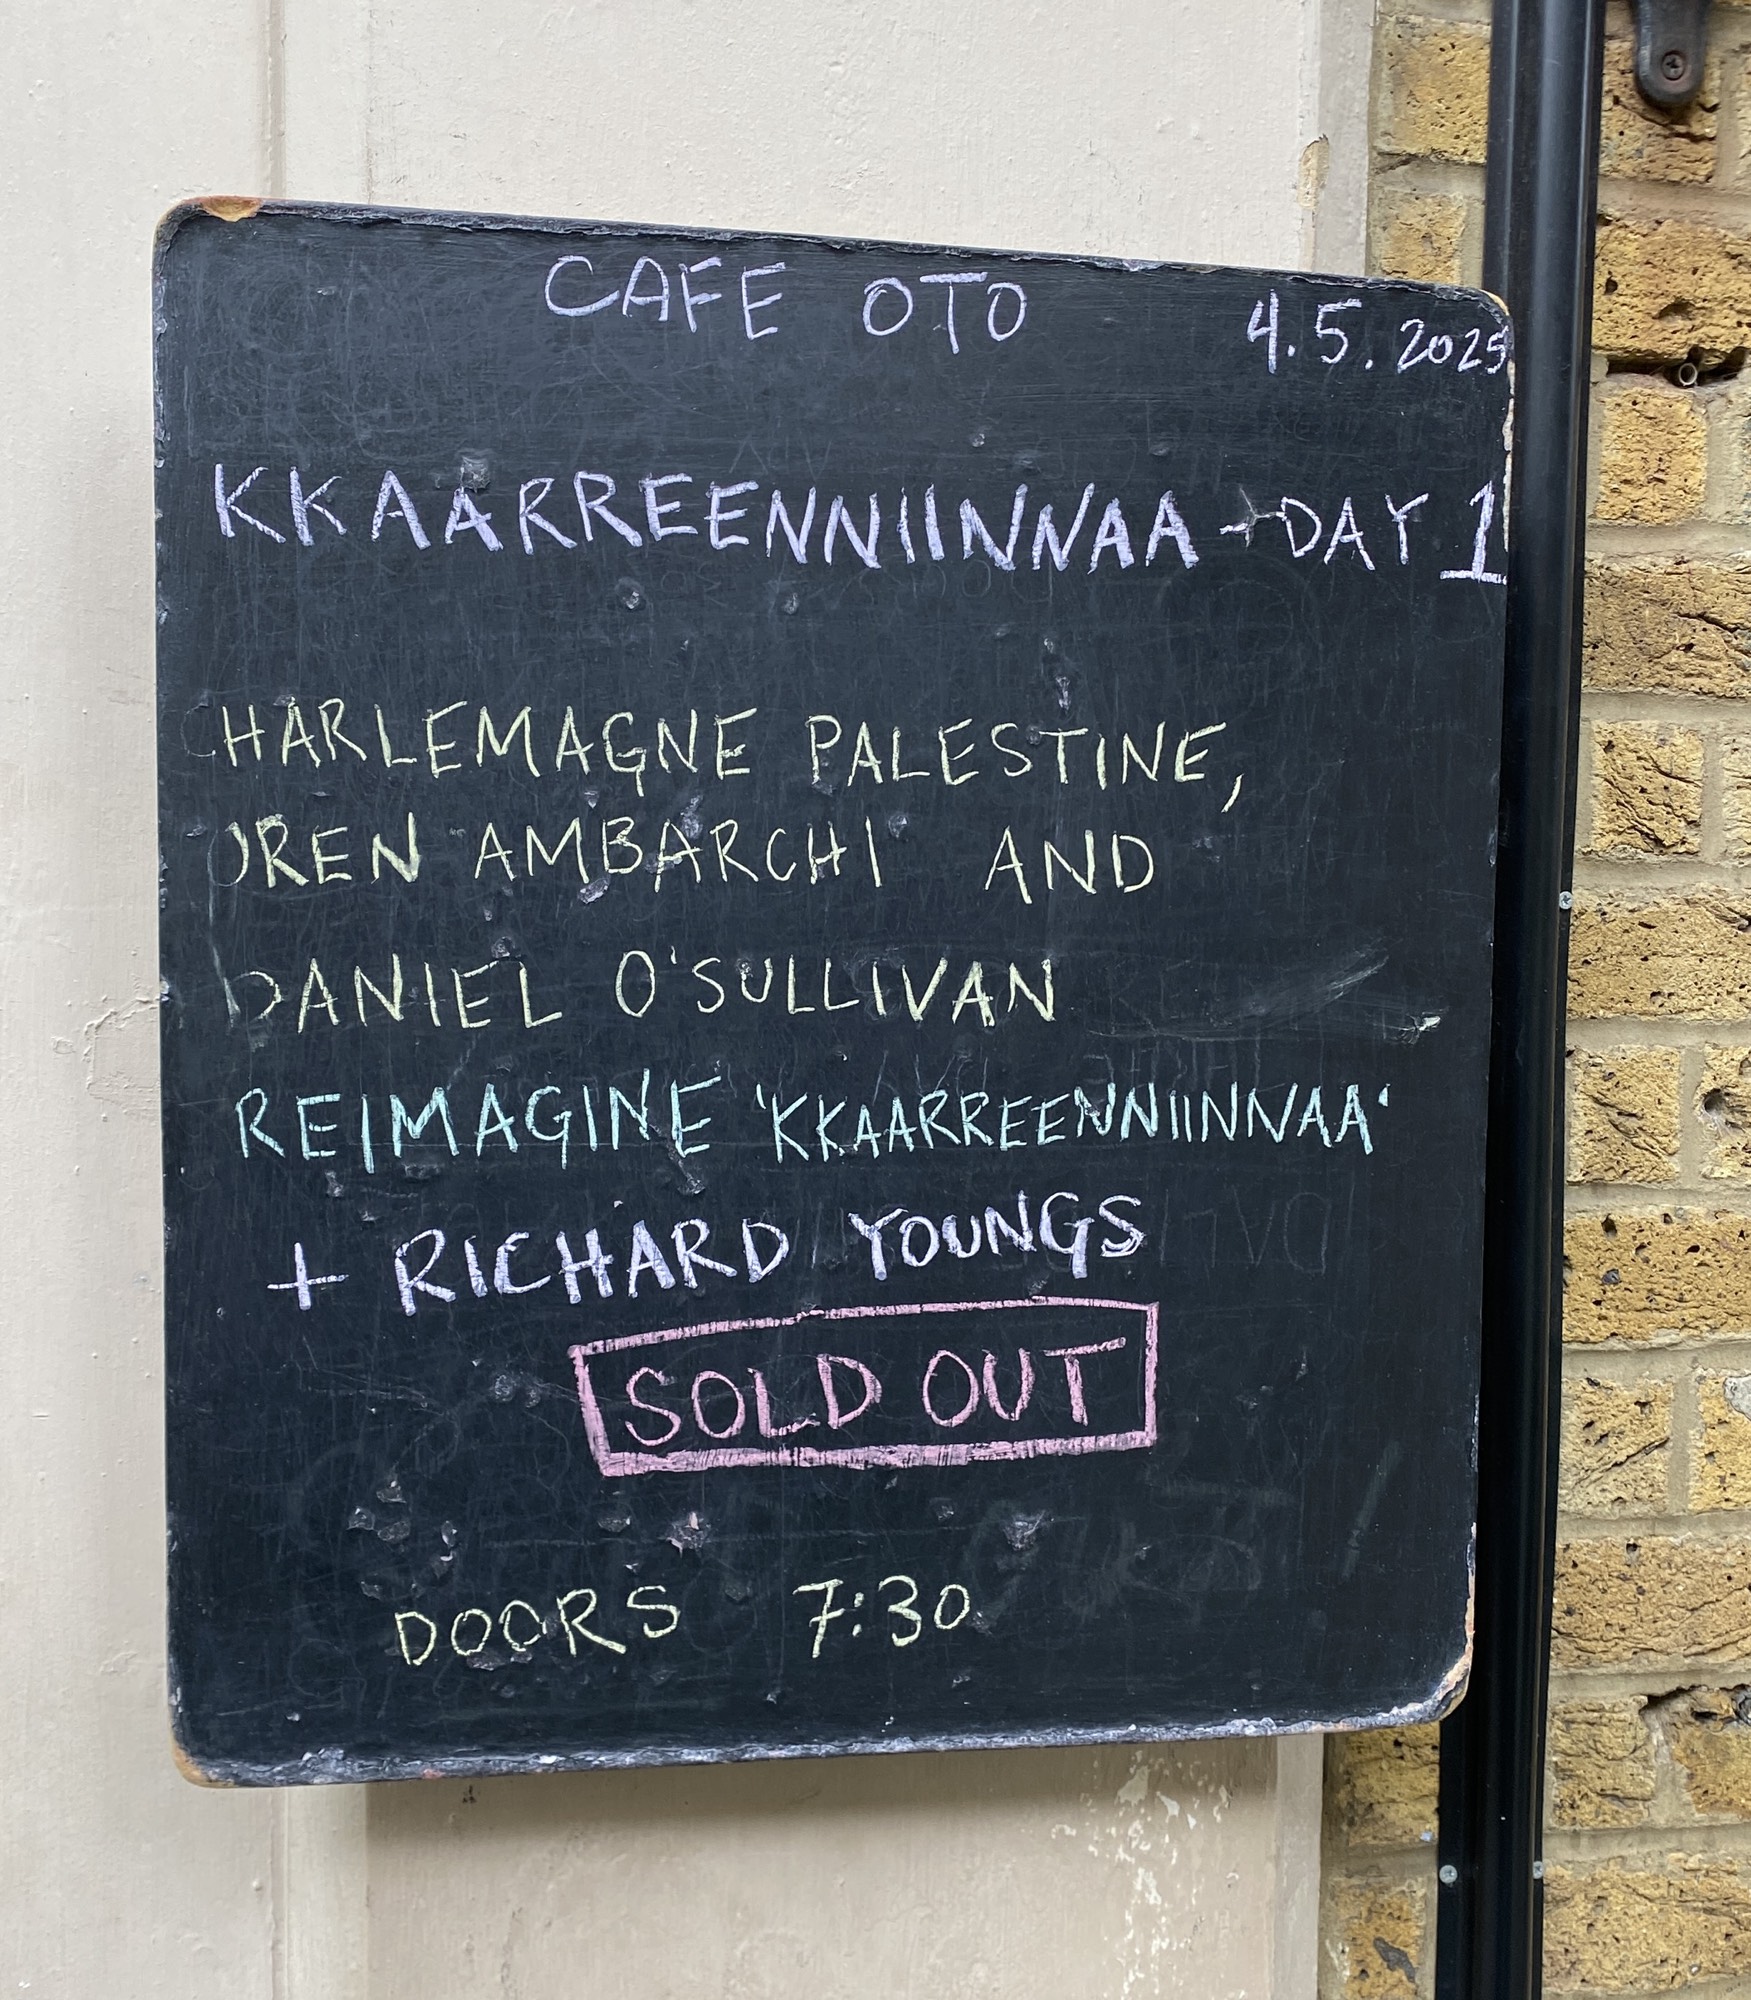 CAFE OTO 4.5.2025
KKAARREENNIINNAA - DAY 1
CHARLEMAGNE PALESTINE,
OREN AMBARCHI AND
DANIEL O'SULLIVAN
REIMAGINE 'KKAARREENNIINNAA'
+ RICHARD YOUNGS
SOLD OUT
DOORS 7:30